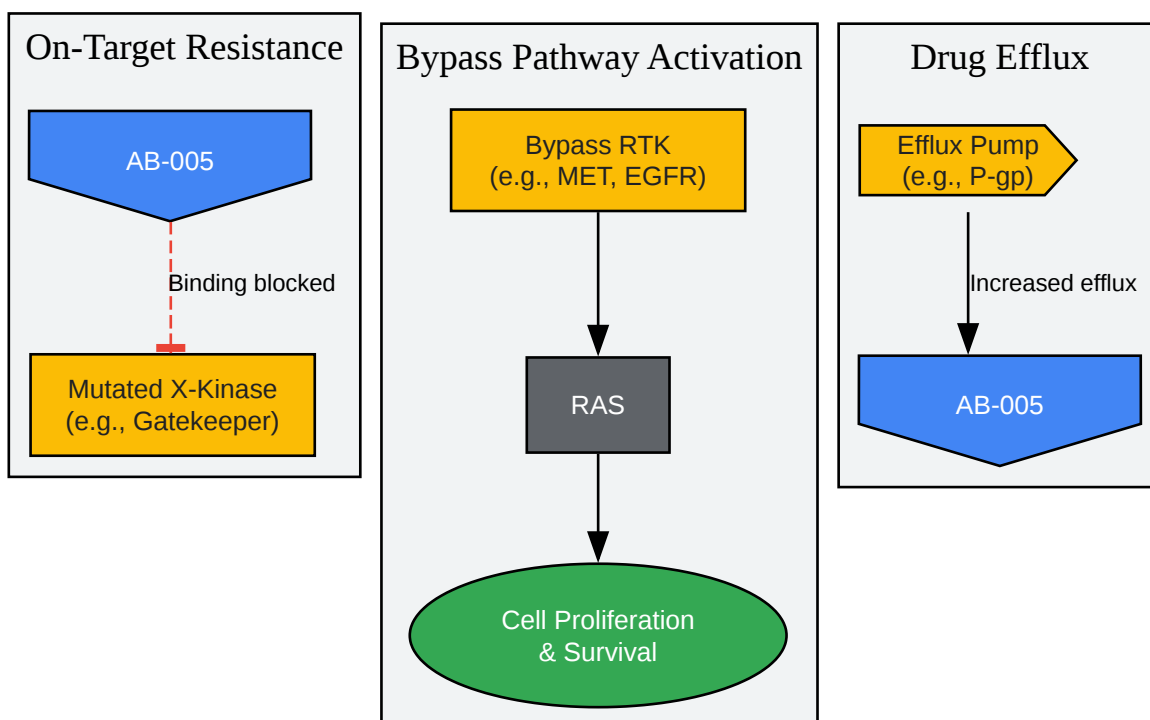 On-Target Resistance
AB-005
Binding blocked
Mutated X-Kinase
(e.g., Gatekeeper)
Bypass Pathway Activation
Bypass RTK
(e.g., MET, EGFR)
RAS
Cell Proliferation
& Survival
Drug Efflux
Efflux Pump
(e.g., P-gp)
Increased efflux
AB-005